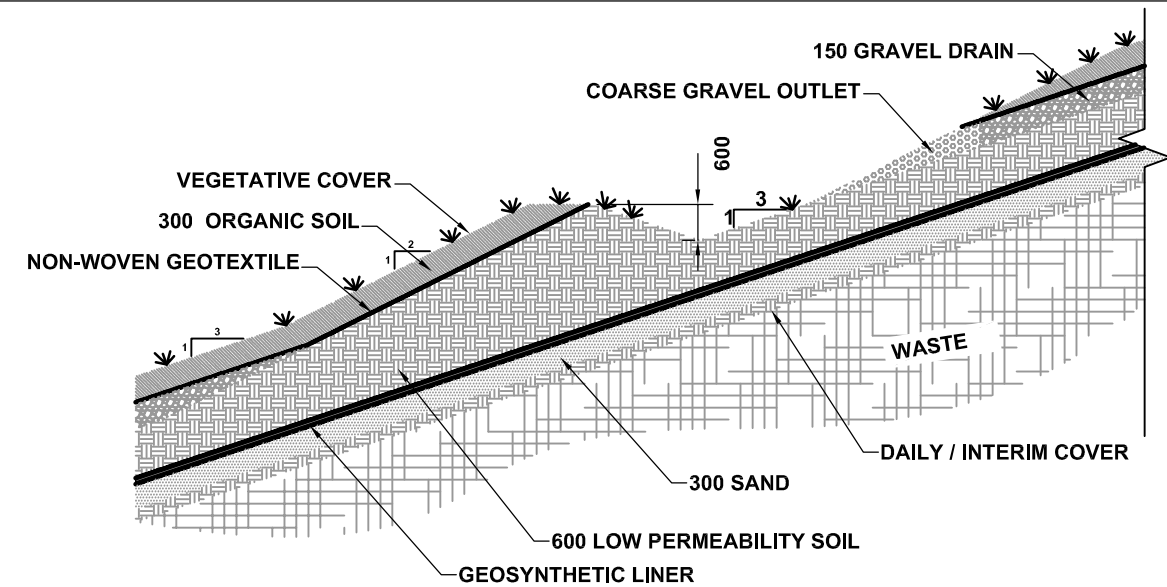 150 GRAVEL DRAIN
COARSE GRAVEL OUTLET
600
VEGETATIVE COVER
3
1
300 ORGANIC SOIL
2
1
NON-WOVEN GEOTEXTILE
3
1
WASTE
DAILY / INTERIM COVER
300 SAND
600 LOW PERMEABILITY SOIL
GEOSYNTHETIC LINER